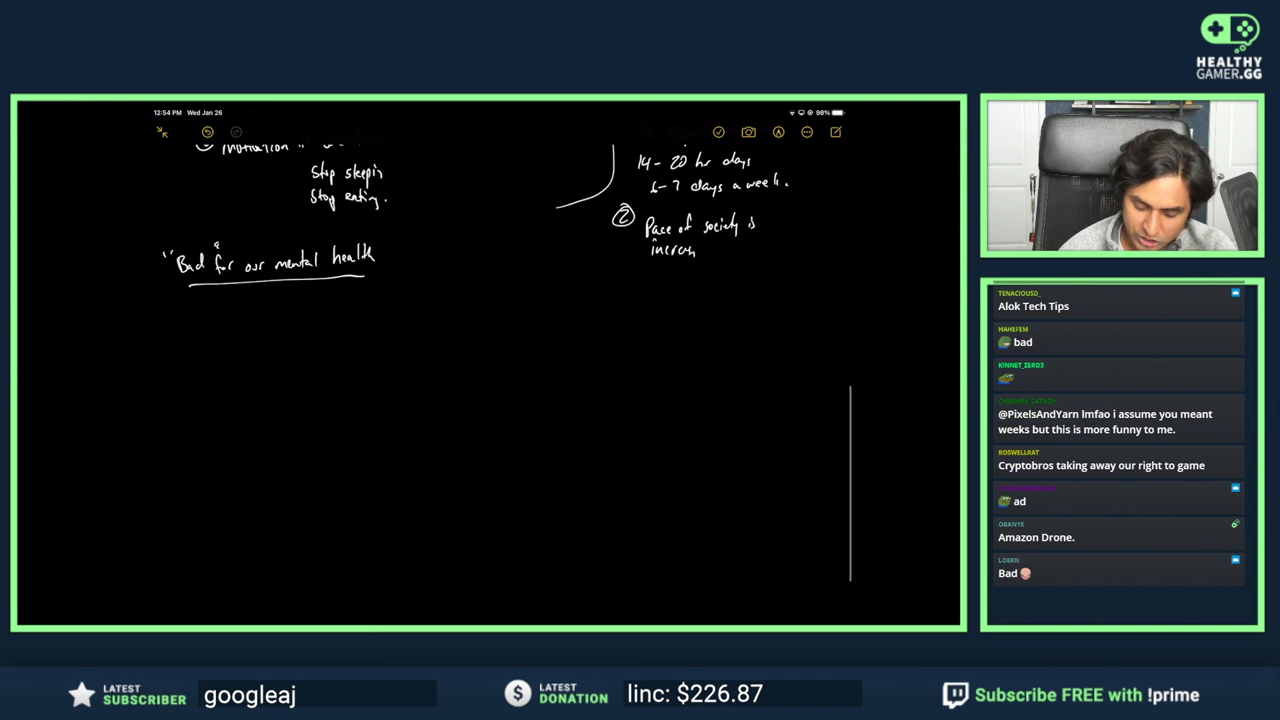 HEALTHY
GAMER.GG
12:54 PM Wed Jan 26
98%
Motivation
Stop sleepin
Stop eating.
"Bad" for our mental health
14-20 hr days
6-7 days a week.
2
Pace of society is
increas
TENACIOUSD_
Alok Tech Tips
HAHEFEM
bad
KINNET_ZERO3
CHESHIRE_CATBOY
@PixelsAndYarn lmfao i assume you meant
weeks but this is more funny to me.
ROSWELLRAT
Cryptobros taking away our right to game
ad
OBANYE
Amazon Drone.
LOERN
Bad
LATEST
SUBSCRIBER
googleaj
$
LATEST
DONATION
linc: $226.87
Subscribe FREE with !prime